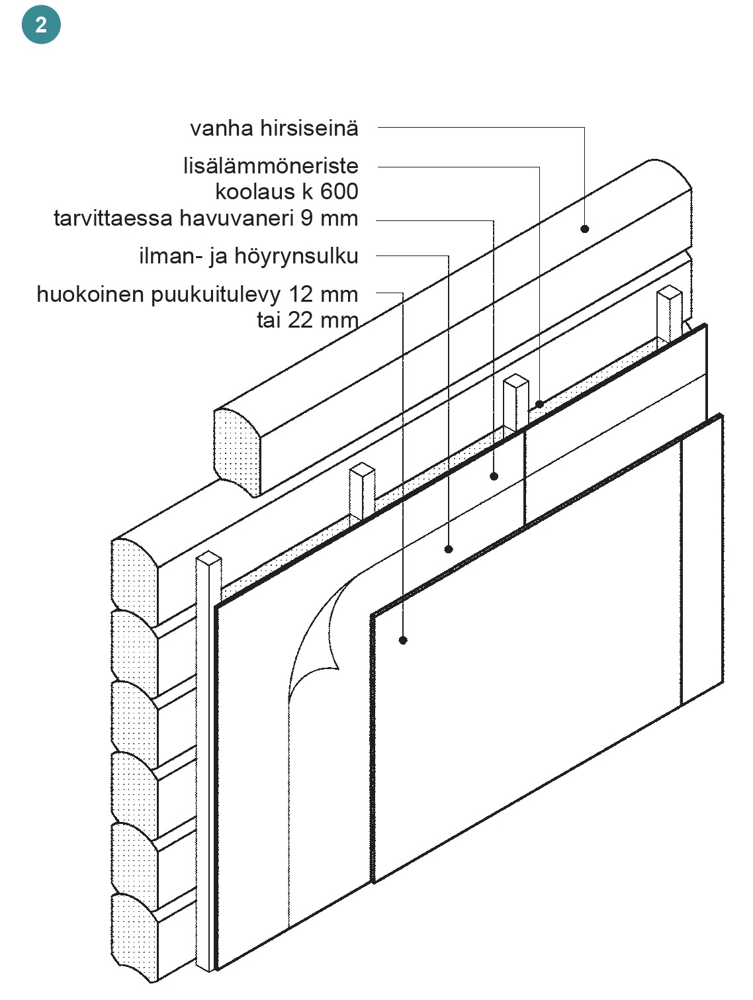 2
vanha hirsiseinä
lisälämmöneriste
koolaus k 600
tarvittaessa havuvaneri 9 mm
ilman- ja höyrynsulku
huokoinen puukuitulevy 12 mm
tai 22 mm